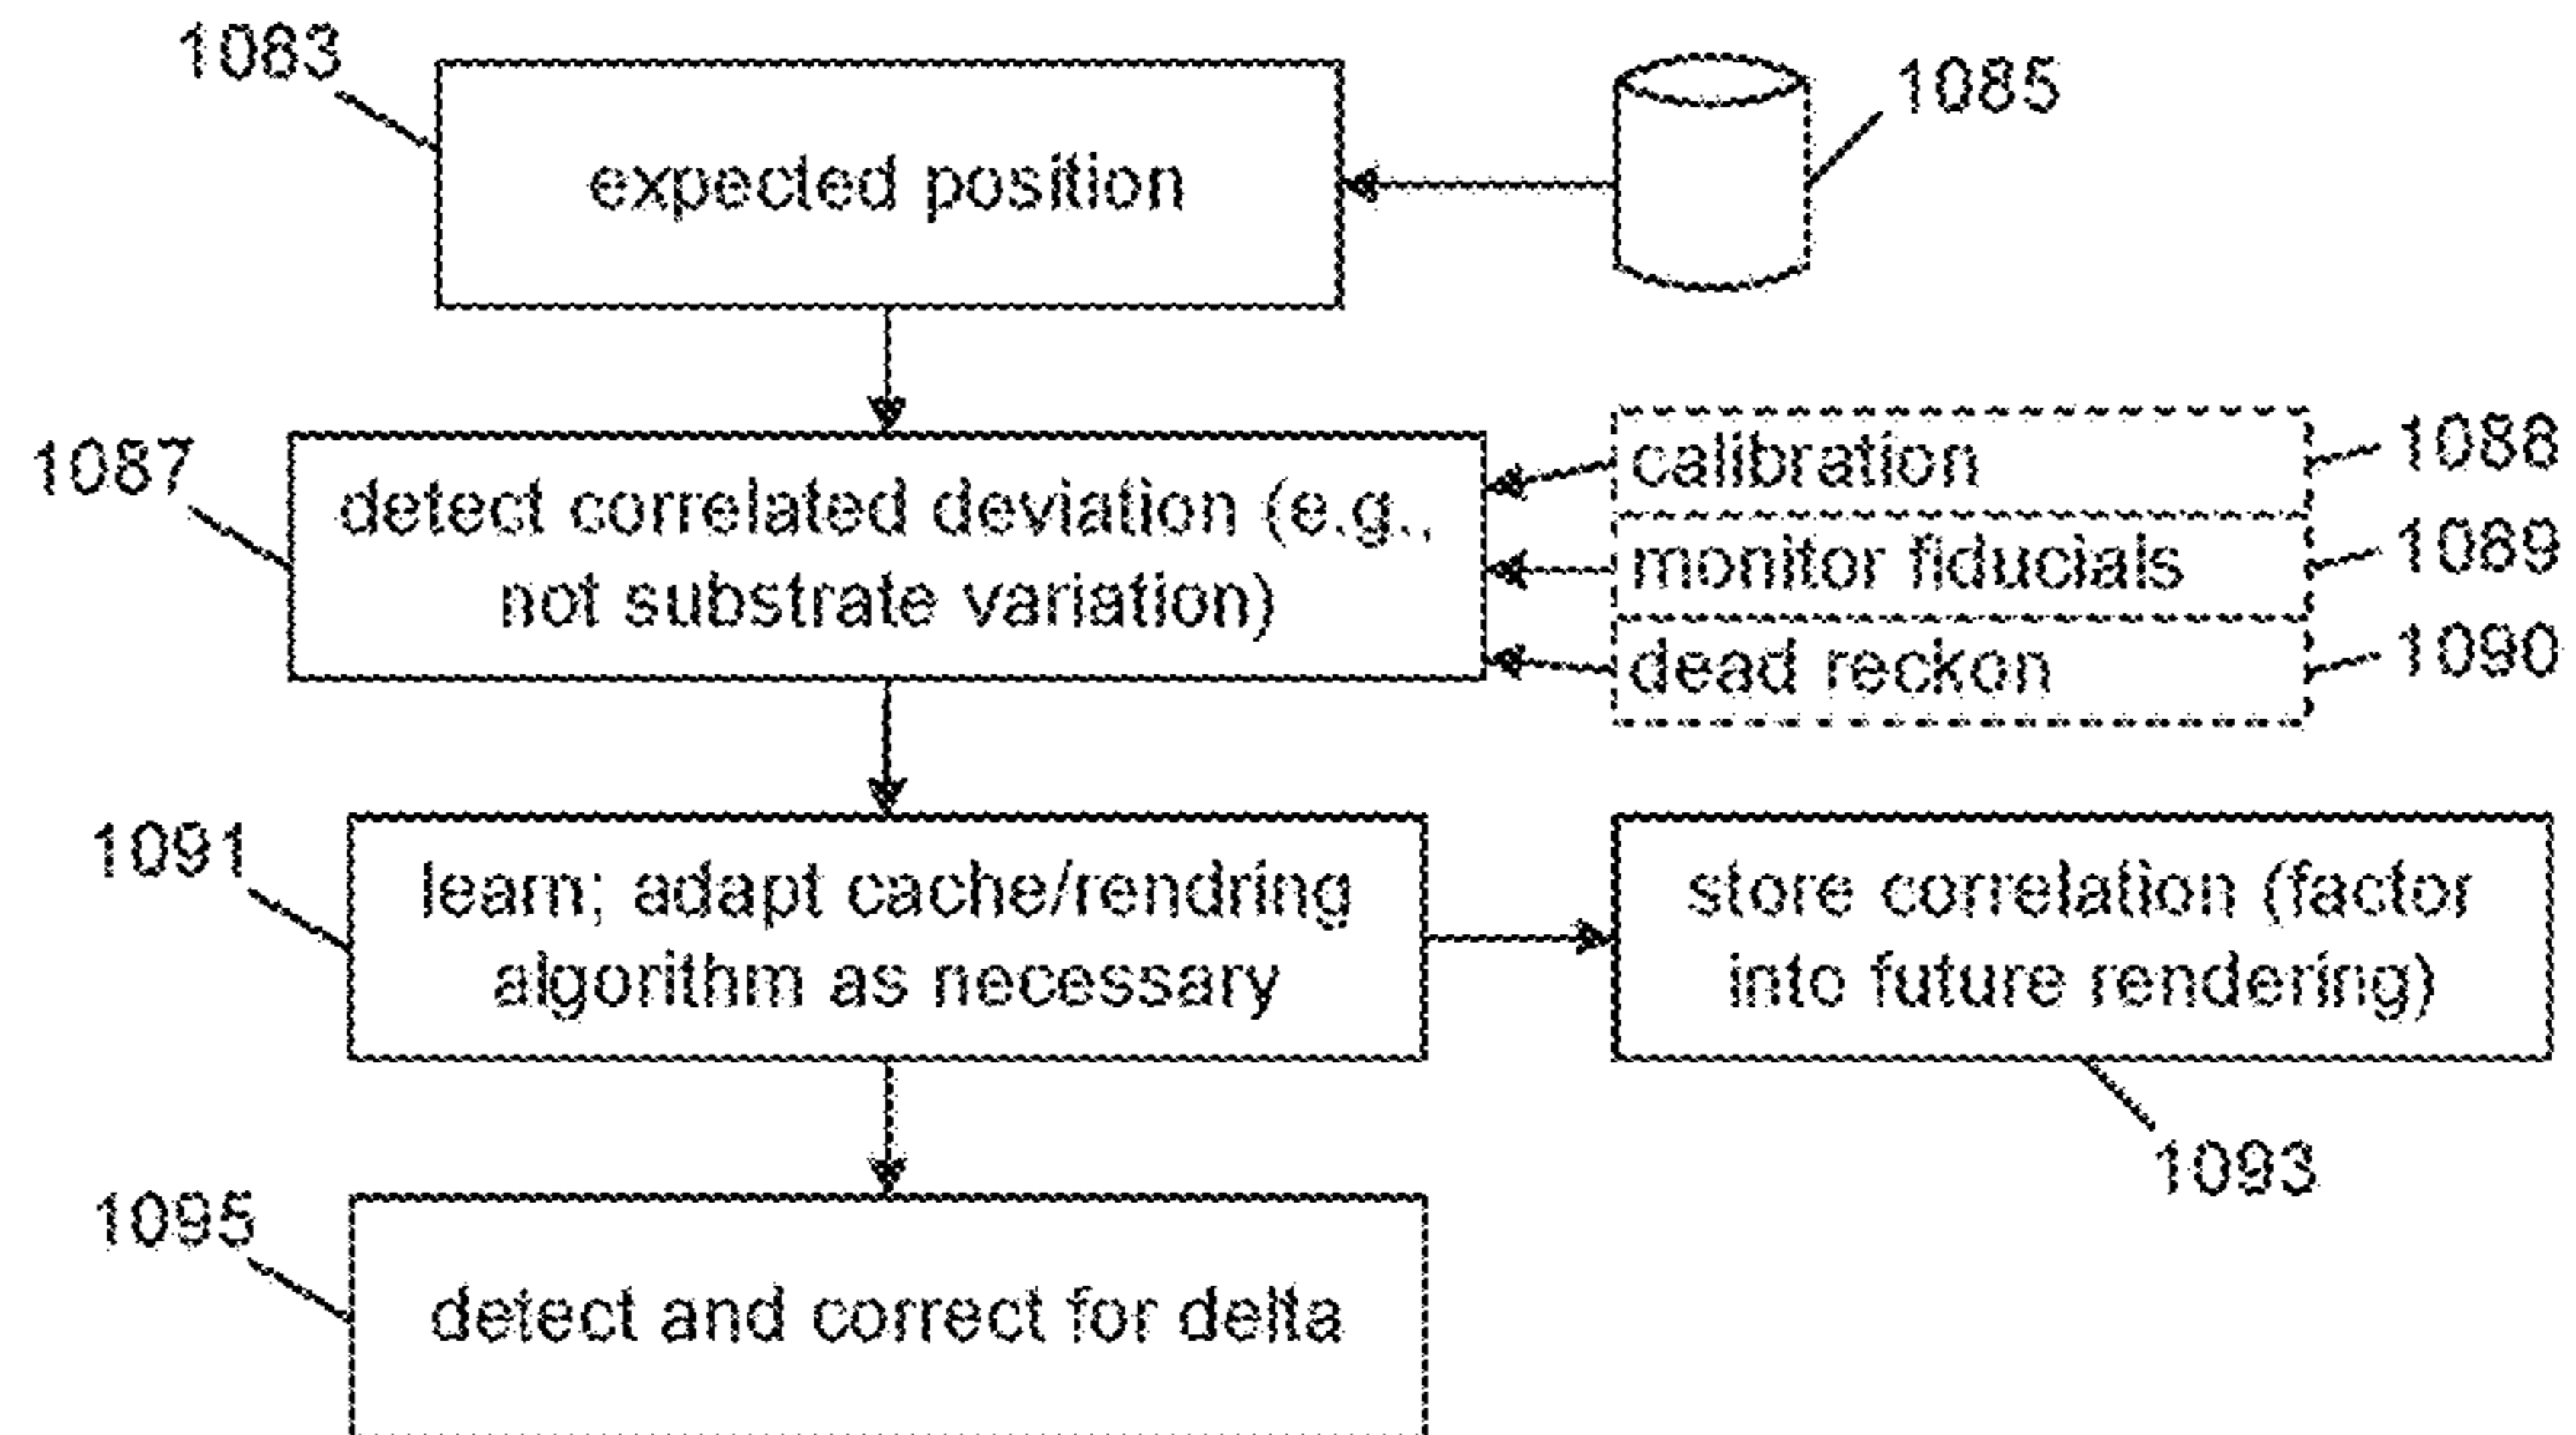 1083
expected position
1085
1087
detect correlated deviation (e.g.,
not substrate variation)
calibration
1088
monitor fiducials
1089
dead reckon
1090
1091
learn; adapt cache/rendring
algorithm as necessary
store correlation (factor
into future rendering)
1093
1095
detect and correct for delta